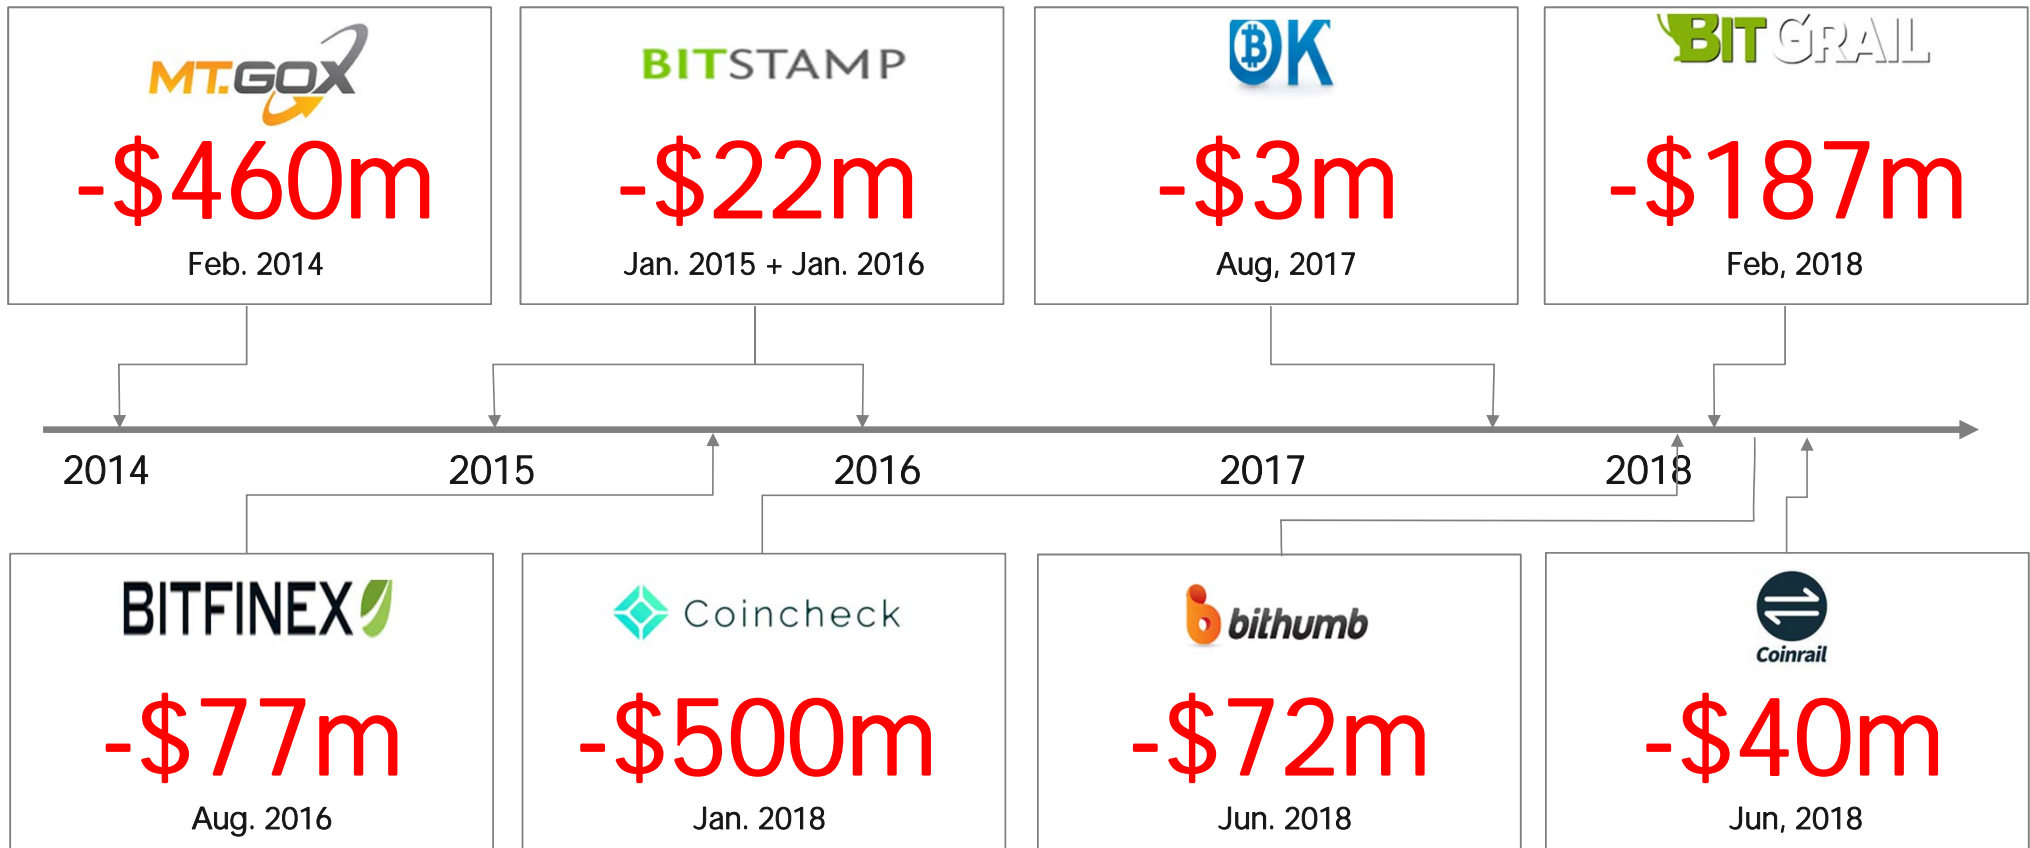 MT.GOX
-$460m
Feb. 2014
BITSTAMP
-$22m
Jan. 2015 + Jan. 2016
OK
-$3m
Aug, 2017
BITGRAIL
-$187m
Feb, 2018
2014
2015
2016
2017
2018
BITFINEX
-$77m
Aug. 2016
Coincheck
-$500m
Jan. 2018
bithumb
-$72m
Jun. 2018
Coinrail
-$40m
Jun, 2018